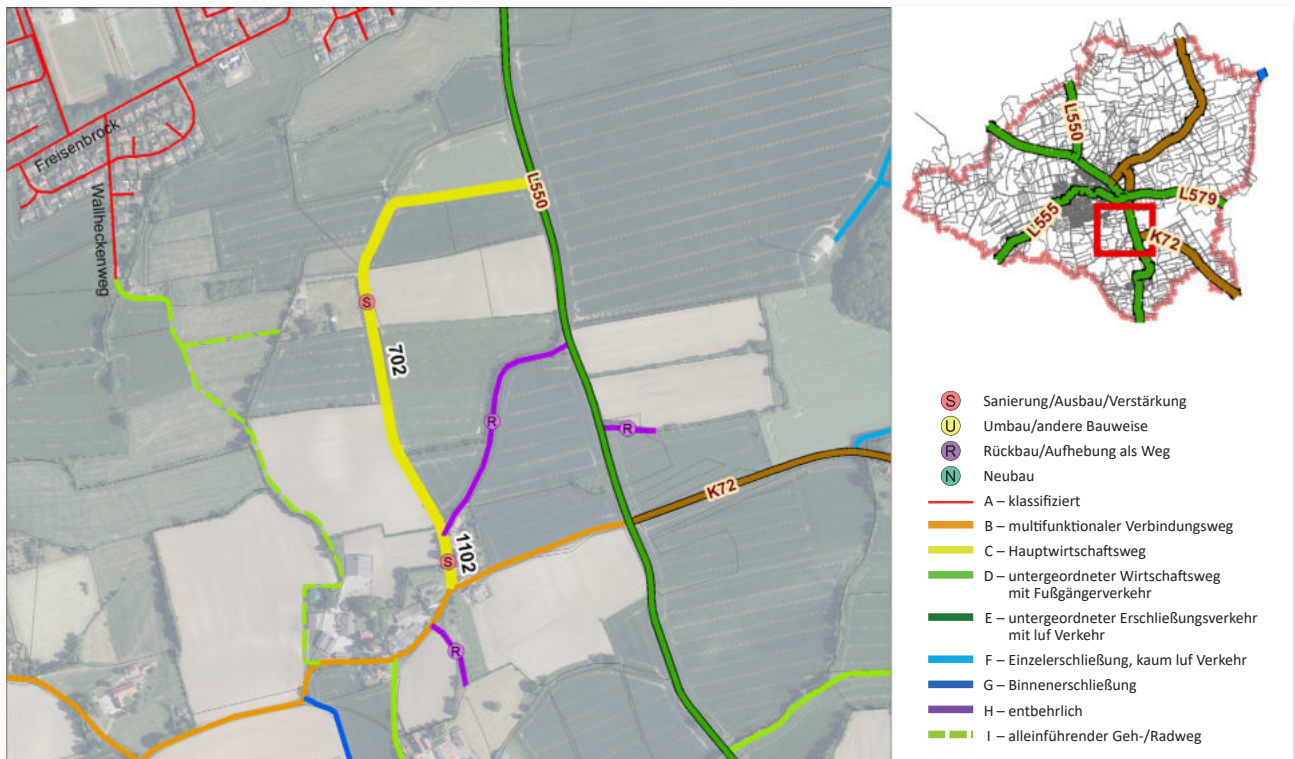 Freisenbrock
Wallheckenweg
L550
S
702
R
R
K72
1102
S
R
L550
L579
L555
K72
S Sanierung/Ausbau/Verstärkung
U Umbau/andere Bauweise
R Rückbau/Aufhebung als Weg
N Neubau
A – klassifiziert
B – multifunktionaler Verbindungsweg
C – Hauptwirtschaftsweg
D – untergeordneter Wirtschaftsweg
mit Fußgängerverkehr
E – untergeordneter Erschließungsverkehr
mit luf Verkehr
F – Einzelerschließung, kaum luf Verkehr
G – Binnenerschließung
H – entbehrlich
I – alleinführender Geh-/Radweg